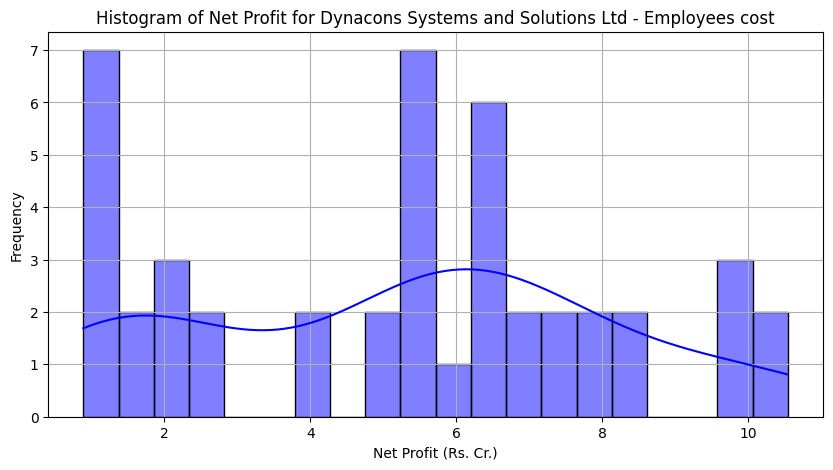 Histogram of Net Profit for Dynacons Systems and Solutions Ltd - Employees cost
7
6
5
4
3
2
1
0
Frequency
2 4 6 8 10
Net Profit (Rs. Cr.)